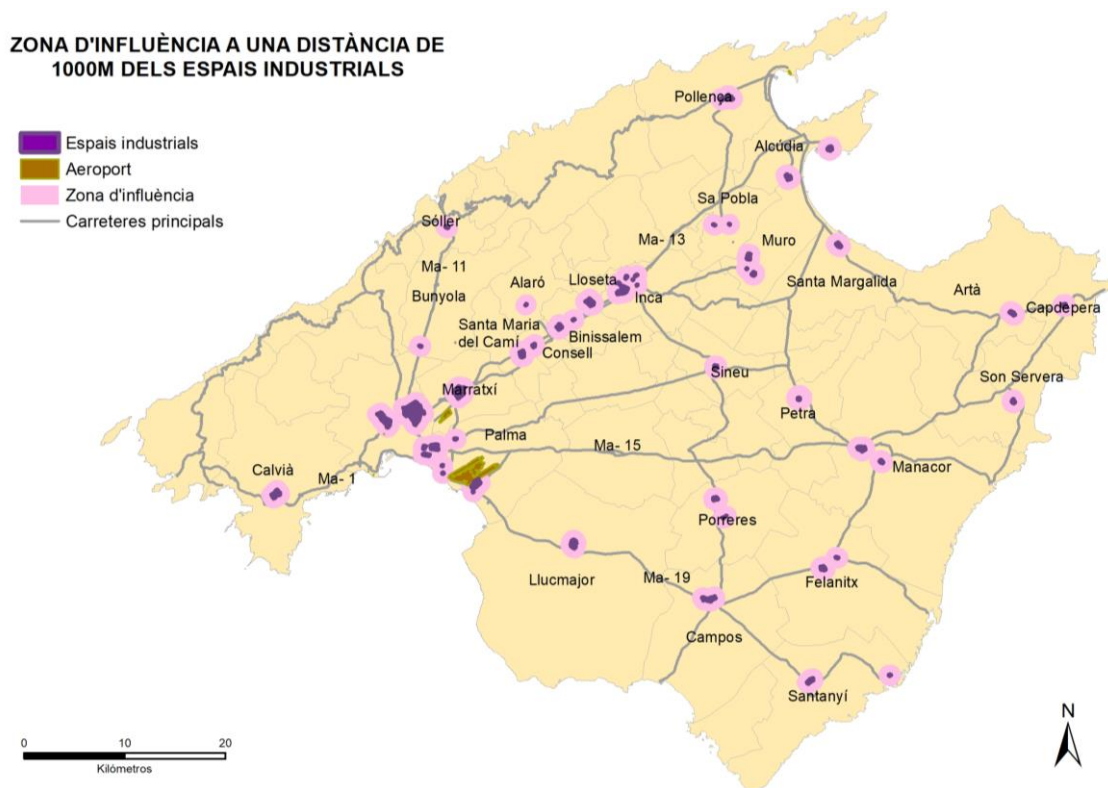 ZONA D'INFLUÈNCIA A UNA DISTÀNCIA DE
1000M DELS ESPAIS INDUSTRIALS
Espais industrials
Aeroport
Zona d'influència
Carreteres principals
Pollença
Alcúdia
Sa Pobla
Sóller
Ma- 13
Muro
Ma- 11
Lloseta
Alaró
Santa Margalida
Artà
Bunyola
Inca
Capdepera
Santa Maria
del Camí
Binissalem
Consell
Sineu
Son Servera
Marratxí
Petra
Palma
Ma- 15
Manacor
Calvià
Ma- 1
Porreres
Llucmajor
Ma- 19
Felanitx
Campos
Santanyí
N
0 10 20
Kilómetros